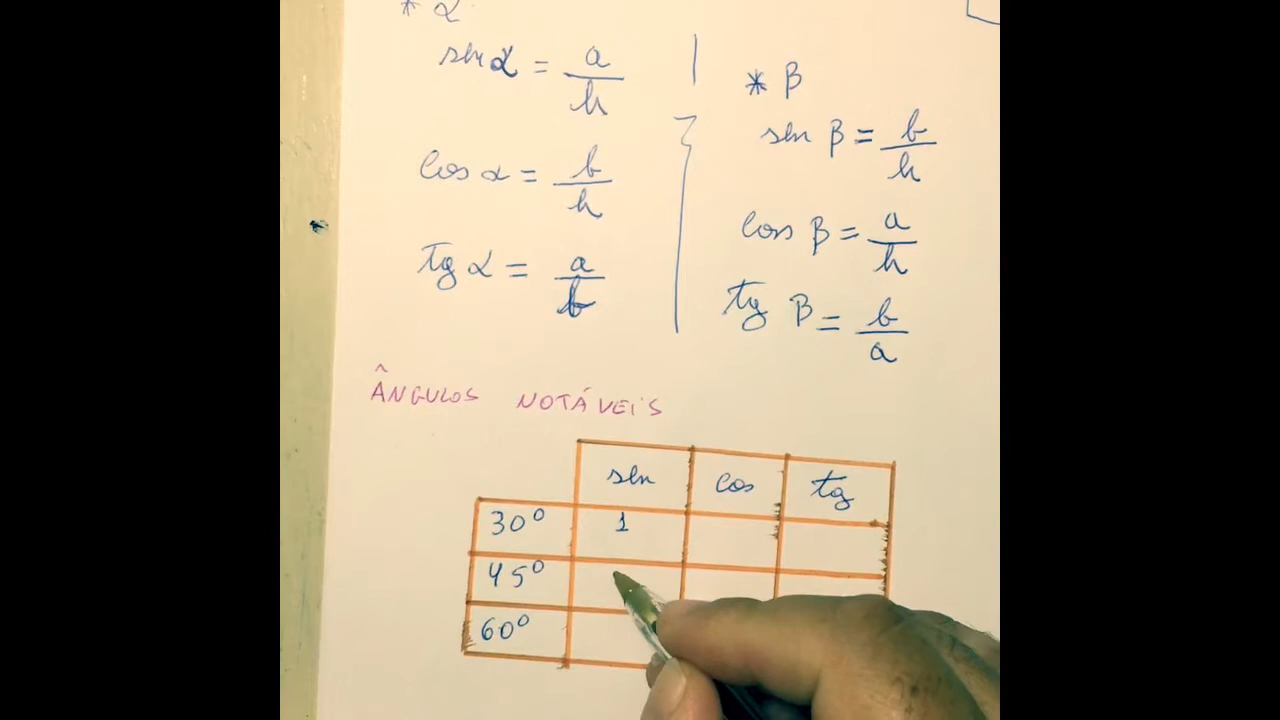 * α
sen α = a/h
cos α = b/h
tg α = a/b
* β
sen β = b/h
cos β = a/h
tg β = b/a
ÂNGULOS NOTÁVEIS
sen cos tg
30° 1
45°
60°